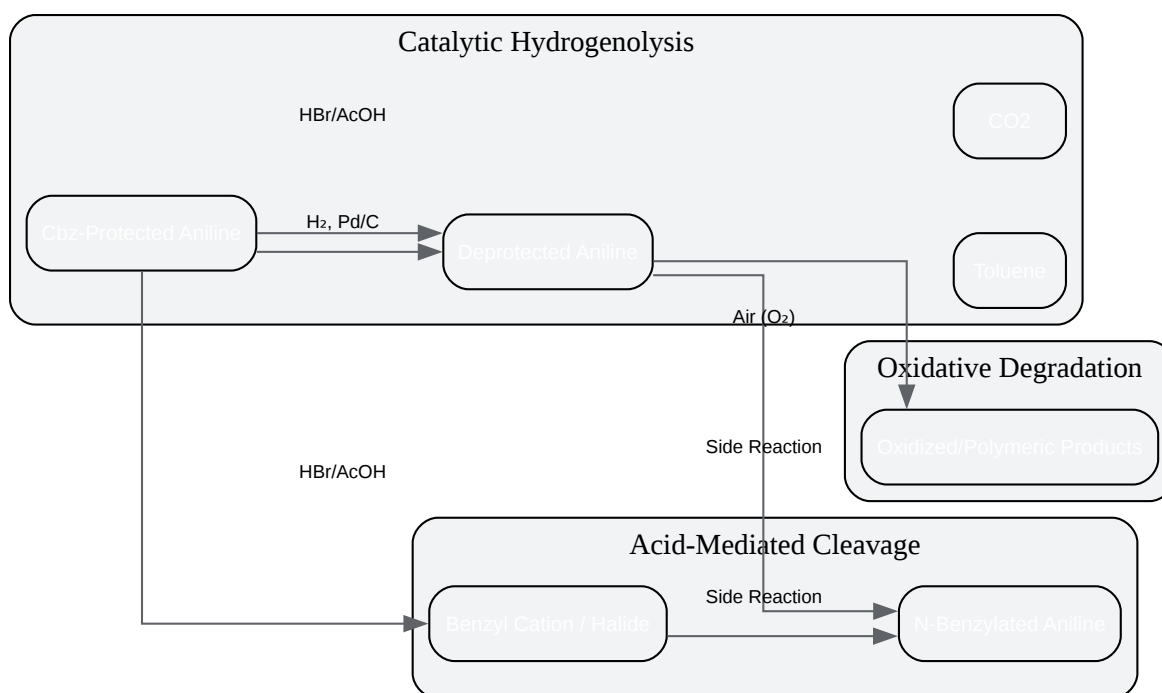 Catalytic Hydrogenolysis
HBr/AcOH
CO2
H₂, Pd/C
Cbz-Protected Aniline
Deprotected Aniline
Toluene
Air (O₂)
Oxidative Degradation
Side Reaction
Oxidized/Polymeric Products
HBr/AcOH
Acid-Mediated Cleavage
Side Reaction
Benzyl Cation / Halide
N-Benzylated Aniline